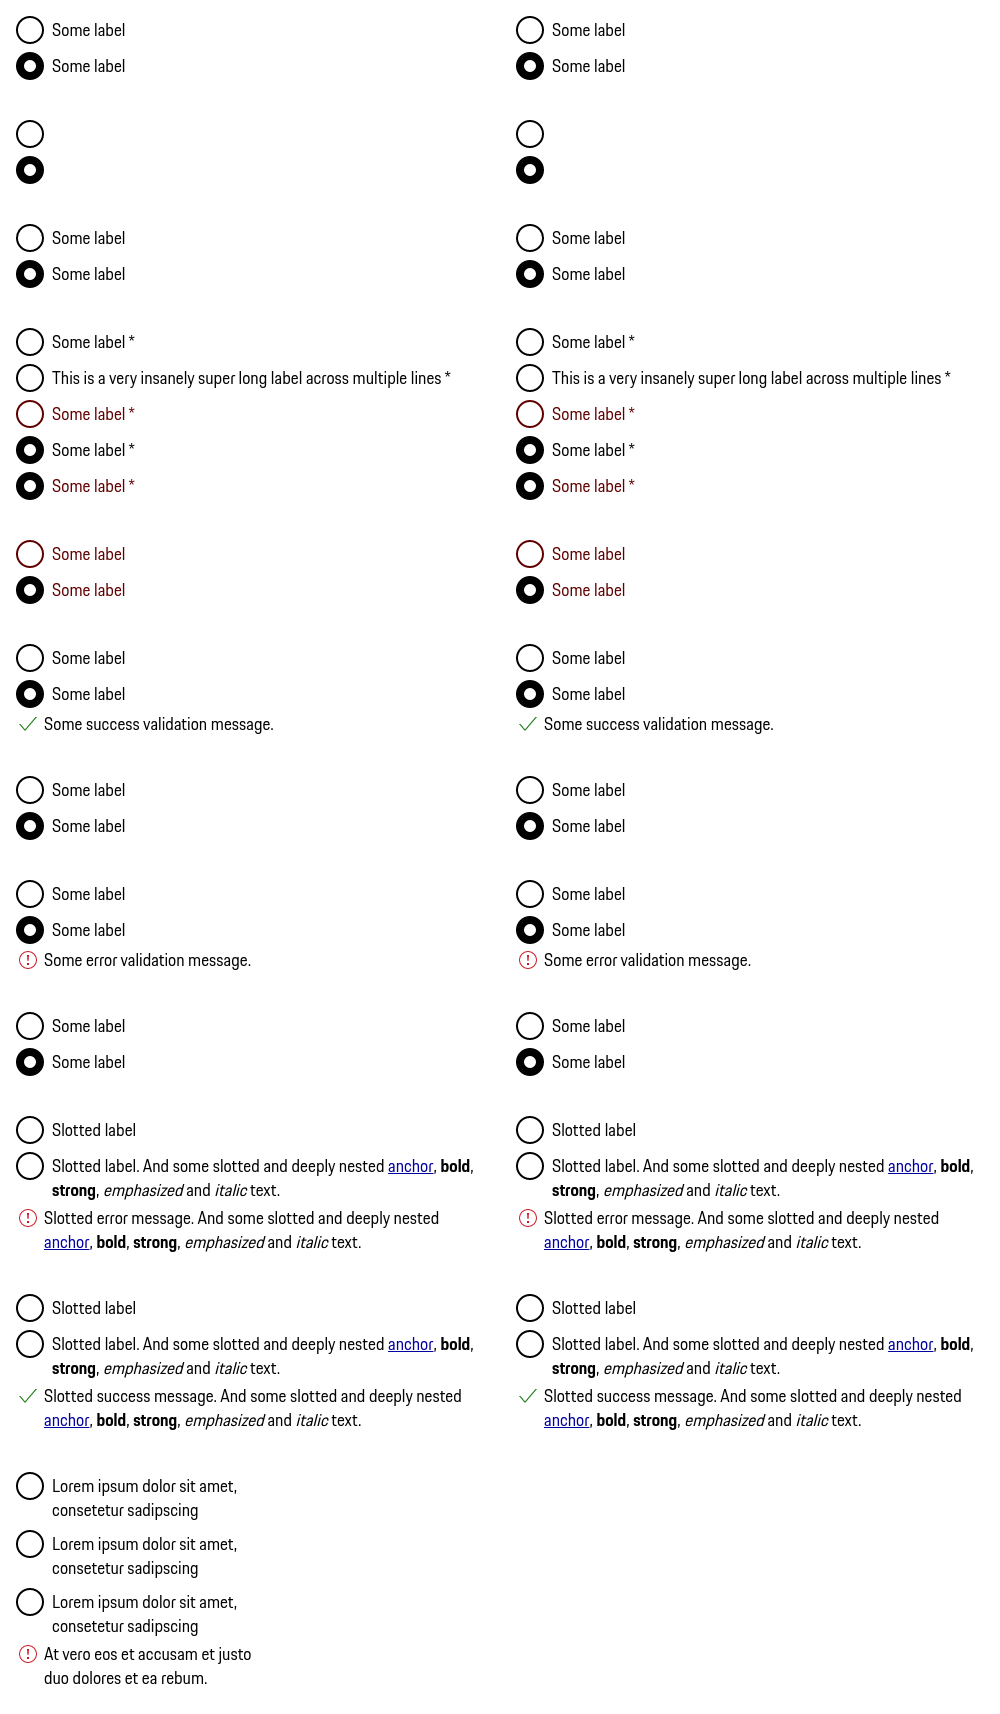 Some label
Some label
Some label
Some label
Some label *
This is a very insanely super long label across multiple lines *
Some label *
Some label *
Some label *
Some label
Some label
Some label
Some label
Some success validation message.
Some label
Some label
Some label
Some label
Some error validation message.
Some label
Some label
Slotted label
Slotted label. And some slotted and deeply nested anchor, bold,
strong, emphasized and italic text.
Slotted error message. And some slotted and deeply nested
anchor, bold, strong, emphasized and italic text.
Slotted label
Slotted label. And some slotted and deeply nested anchor, bold,
strong, emphasized and italic text.
Slotted success message. And some slotted and deeply nested
anchor, bold, strong, emphasized and italic text.
Lorem ipsum dolor sit amet,
consetetur sadipscing
Lorem ipsum dolor sit amet,
consetetur sadipscing
Lorem ipsum dolor sit amet,
consetetur sadipscing
At vero eos et accusam et justo
duo dolores et ea rebum.
Some label
Some label
Some label
Some label
Some label *
This is a very insanely super long label across multiple lines *
Some label *
Some label *
Some label *
Some label
Some label
Some label
Some label
Some success validation message.
Some label
Some label
Some label
Some label
Some error validation message.
Some label
Some label
Slotted label
Slotted label. And some slotted and deeply nested anchor, bold,
strong, emphasized and italic text.
Slotted error message. And some slotted and deeply nested
anchor, bold, strong, emphasized and italic text.
Slotted label
Slotted label. And some slotted and deeply nested anchor, bold,
strong, emphasized and italic text.
Slotted success message. And some slotted and deeply nested
anchor, bold, strong, emphasized and italic text.